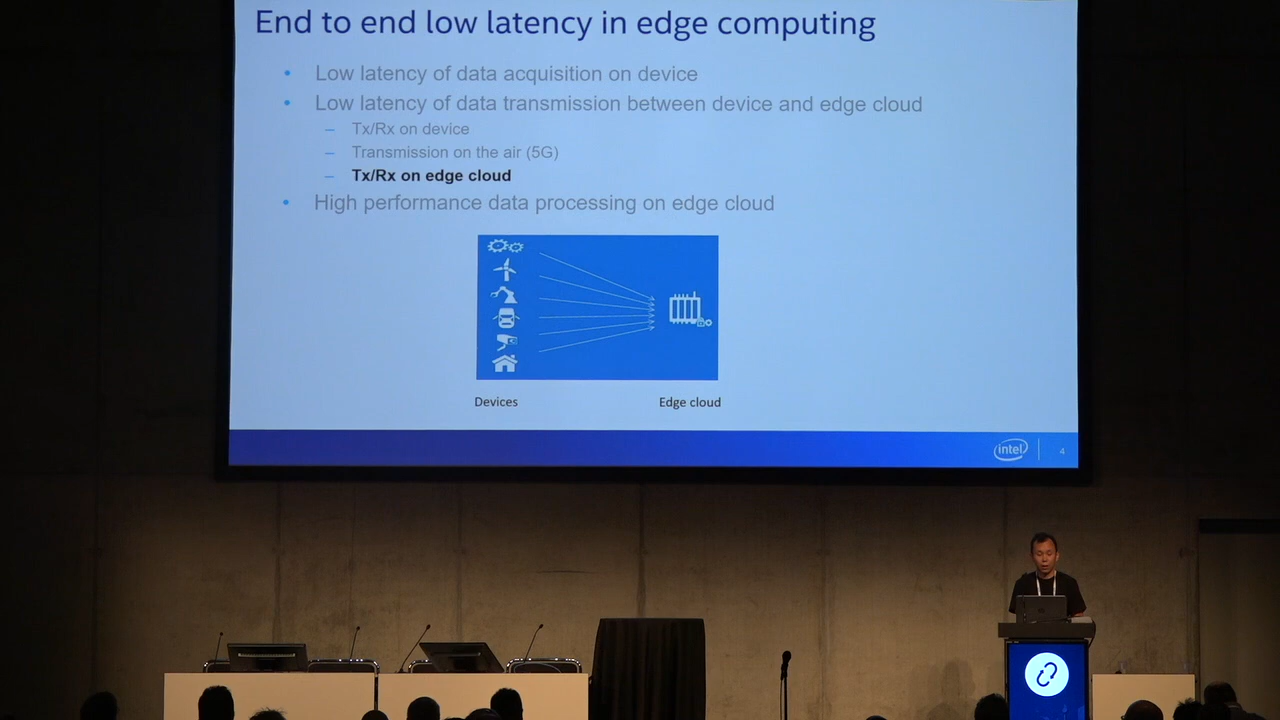 End to end low latency in edge computing
• Low latency of data acquisition on device
• Low latency of data transmission between device and edge cloud
– Tx/Rx on device
– Transmission on the air (5G)
– Tx/Rx on edge cloud
• High performance data processing on edge cloud
Devices
Edge cloud
intel
4